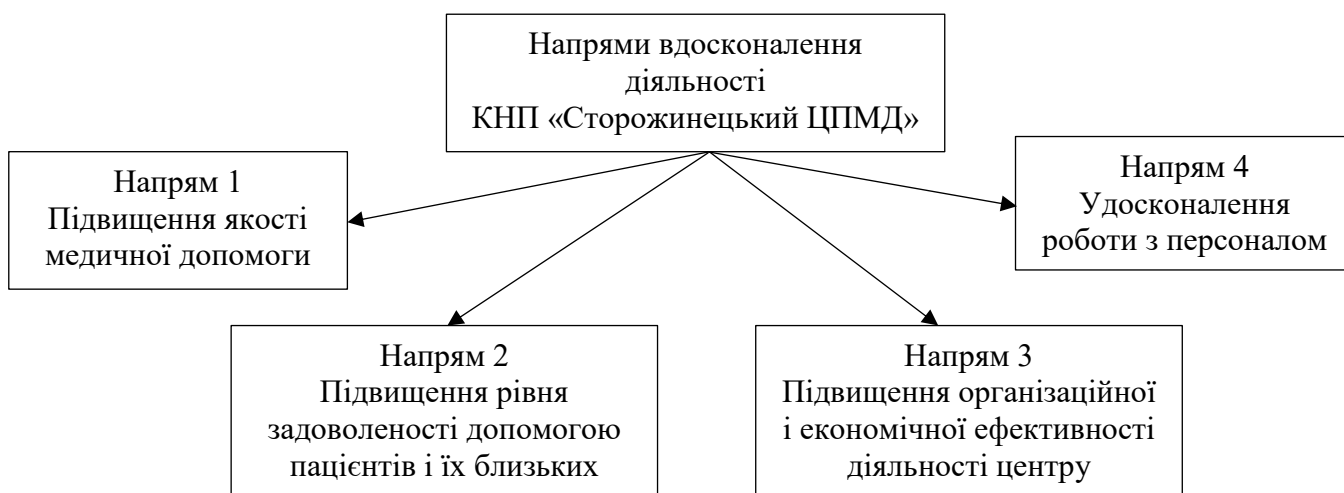 Напрями вдосконалення
діяльності
КНП «Сторожинецький ЦПМД»
Напрям 1
Підвищення якості
медичної допомоги
Напрям 4
Удосконалення
роботи з персоналом
Напрям 2
Підвищення рівня
задоволеності допомогою
пацієнтів і їх близьких
Напрям 3
Підвищення організаційної
і економічної ефективності
діяльності центру